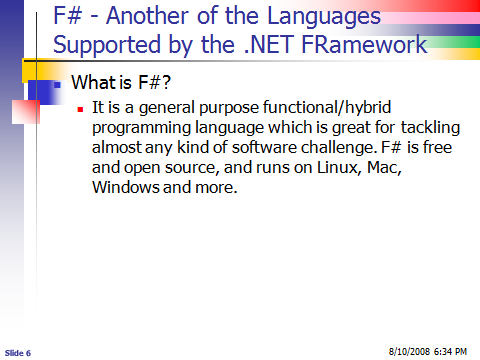 F# - Another of the Languages
Supported by the .NET FRamework
What is F#?
It is a general purpose functional/hybrid
programming language which is great for tackling
almost any kind of software challenge. F# is free
and open source, and runs on Linux, Mac,
Windows and more.
Slide 6
8/10/2008 6:34 PM